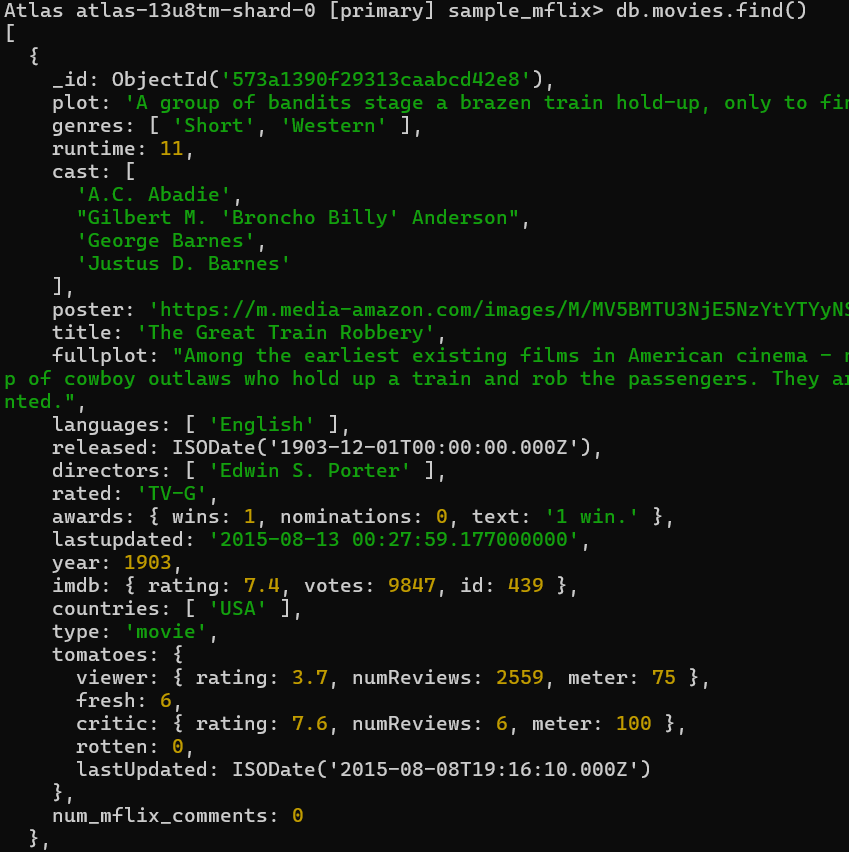 Atlas atlas-13u8tm-shard-0 [primary] sample_mflix> db.movies.find()
[
  {
    _id: ObjectId('573a1390f29313caabcd42e8'),
    plot: 'A group of bandits stage a brazen train hold-up, only to fin
    genres: [ 'Short', 'Western' ],
    runtime: 11,
    cast: [
      'A.C. Abadie',
      "Gilbert M. 'Broncho Billy' Anderson",
      'George Barnes',
      'Justus D. Barnes'
    ],
    poster: 'https://m.media-amazon.com/images/M/MV5BMTU3NjE5NzYtYTYyNS
    title: 'The Great Train Robbery',
    fullplot: "Among the earliest existing films in American cinema - n
p of cowboy outlaws who hold up a train and rob the passengers. They ar
nted.",
    languages: [ 'English' ],
    released: ISODate('1903-12-01T00:00:00.000Z'),
    directors: [ 'Edwin S. Porter' ],
    rated: 'TV-G',
    awards: { wins: 1, nominations: 0, text: '1 win.' },
    lastupdated: '2015-08-13 00:27:59.177000000',
    year: 1903,
    imdb: { rating: 7.4, votes: 9847, id: 439 },
    countries: [ 'USA' ],
    type: 'movie',
    tomatoes: {
      viewer: { rating: 3.7, numReviews: 2559, meter: 75 },
      fresh: 6,
      critic: { rating: 7.6, numReviews: 6, meter: 100 },
      rotten: 0,
      lastUpdated: ISODate('2015-08-08T19:16:10.000Z')
    },
    num_mflix_comments: 0
  },